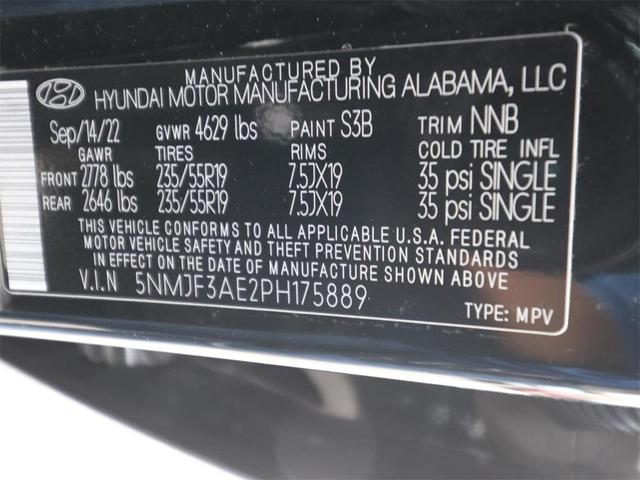 MANUFACTURED BY
HYUNDAI MOTOR MANUFACTURING ALABAMA, LLC
Sep/14/22 GVWR 4629 lbs PAINT S3B TRIM NNB
GAWR TIRES RIMS COLD TIRE INFL
FRONT 2778 lbs 235/55R19 7.5JX19 35 psi SINGLE
REAR 2646 lbs 235/55R19 7.5JX19 35 psi SINGLE
THIS VEHICLE CONFORMS TO ALL APPLICABLE U.S.A. FEDERAL
MOTOR VEHICLE SAFETY AND THEFT PREVENTION STANDARDS
IN EFFECT ON THE DATE OF MANUFACTURE SHOWN ABOVE
V.I.N 5NMJF3AE2PH175889
TYPE: MPV